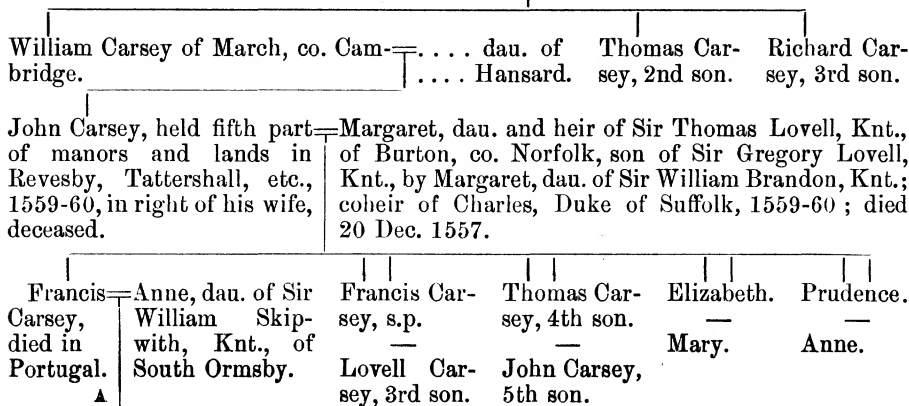 William Carsey of March, co. Cam-=.... dau. of
bridge.
.... Hansard.
Thomas Car-
sey, 2nd son.
Richard Car-
sey, 3rd son.
John Carsey, held fifth part
of manors and lands in
Revesby, Tattershall, etc.,
1559-60, in right of his wife,
deceased.
=Margaret, dau. and heir of Sir Thomas Lovell, Knt.,
of Burton, co. Norfolk, son of Sir Gregory Lovell,
Knt., by Margaret, dau. of Sir William Brandon, Knt.;
coheir of Charles, Duke of Suffolk, 1559-60; died
20 Dec. 1557.
Francis
Carsey,
died in
Portugal.
=Anne, dau. of Sir
William Skip-
with, Knt., of
South Ormsby.
Francis Car-
sey, s.p.
—
Lovell Car-
sey, 3rd son.
Thomas Car-
sey, 4th son.
—
John Carsey,
5th son.
Elizabeth.
—
Mary.
Prudence.
—
Anne.
A